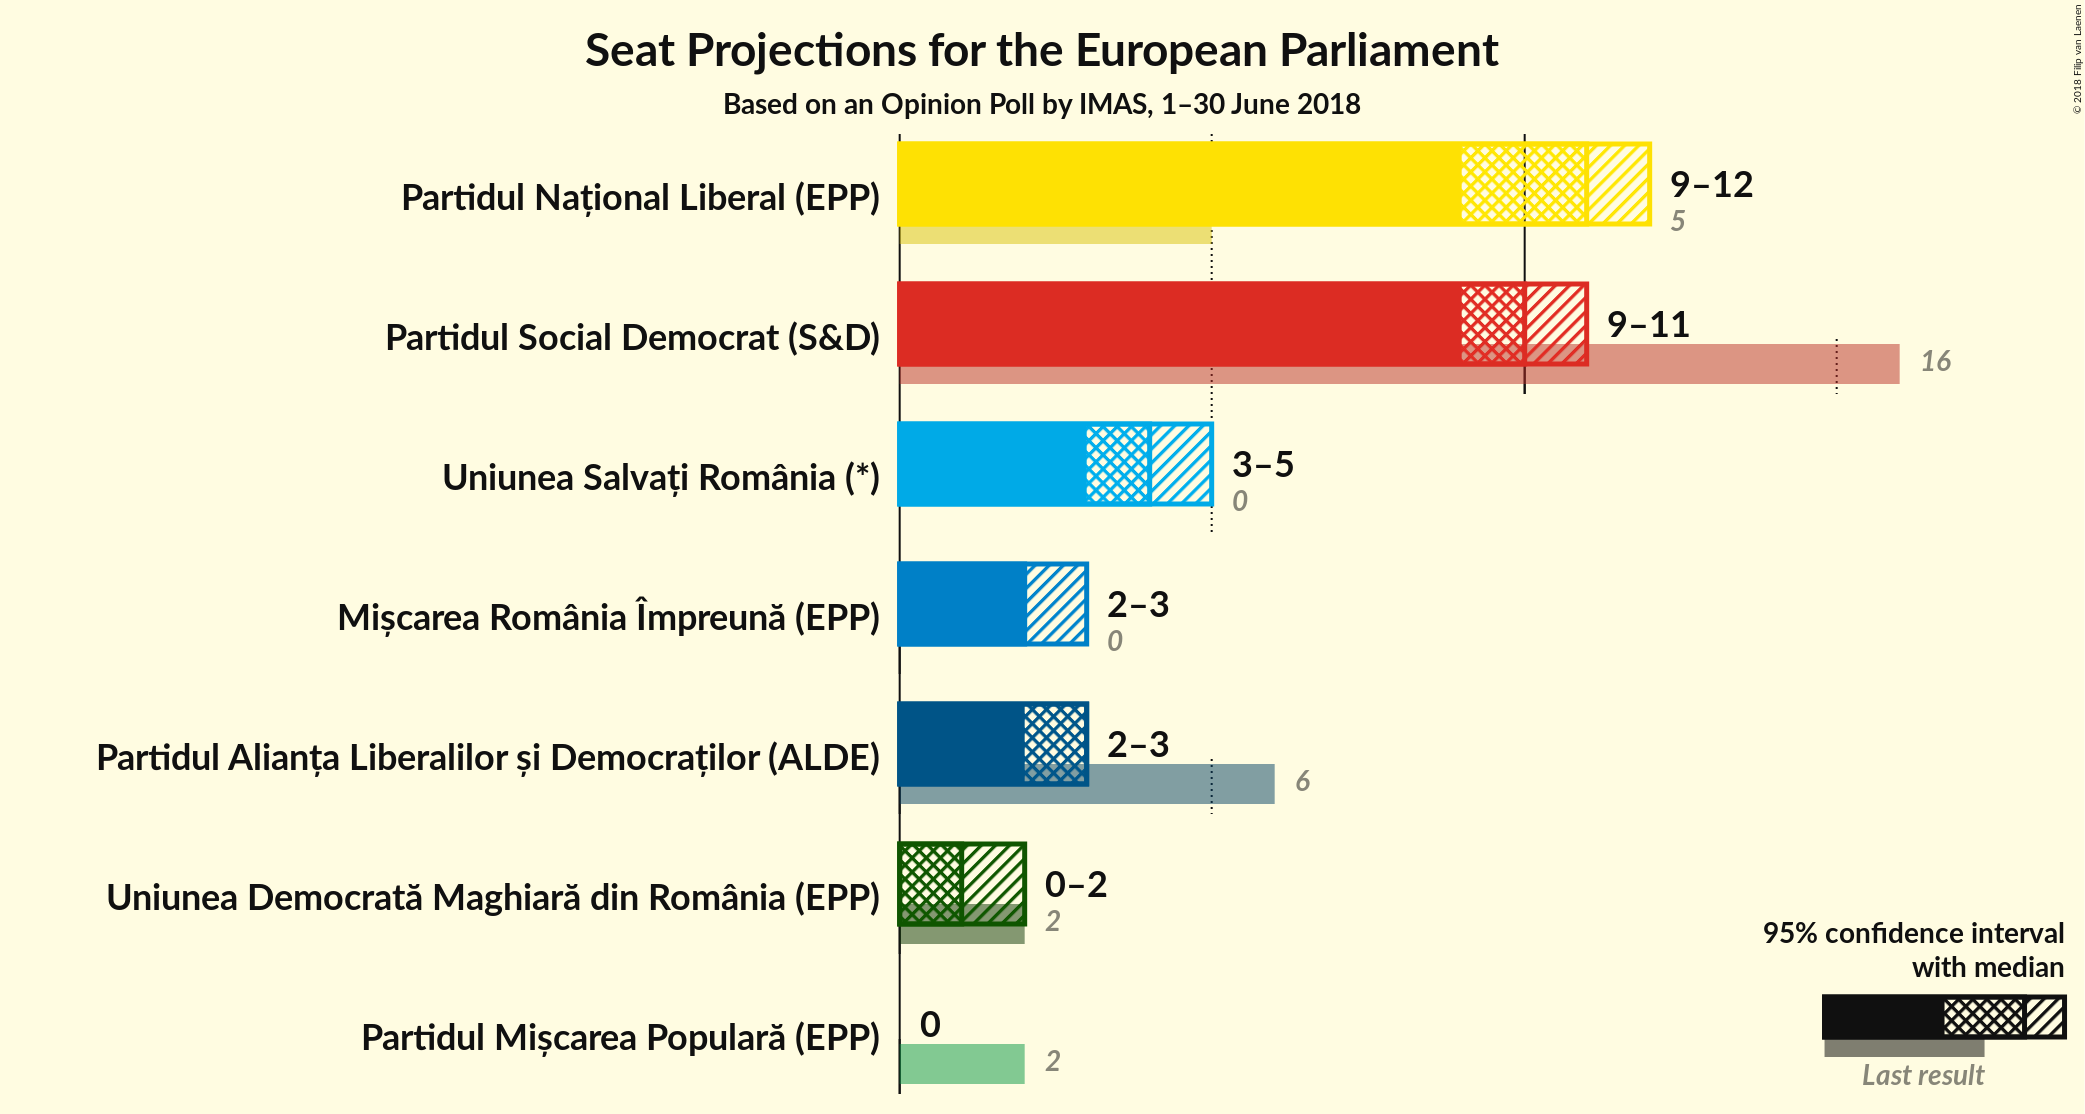 Seat Projections for the European Parliament
Based on an Opinion Poll by IMAS, 1–30 June 2018
© 2018 Filip van Laenen
Partidul Național Liberal (EPP)
9–12
5
Partidul Social Democrat (S&D)
9–11
16
Uniunea Salvați România (*)
3–5
0
Mișcarea România Împreună (EPP)
2–3
0
Partidul Alianța Liberalilor și Democraților (ALDE)
2–3
6
Uniunea Democrată Maghiară din România (EPP)
0–2
2
Partidul Mișcarea Populară (EPP)
0
2
95% confidence interval
with median
Last result